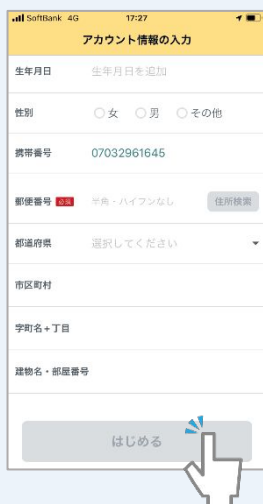 SoftBank 4G 17:27
アカウント情報の入力
生年月日 生年月日を追加
性別 女 男 その他
携帯番号 07032961645
郵便番号 必須 半角・ハイフンなし 住所検索
都道府県 選択してください
市区町村
字町名+丁目
建物名・部屋番号
はじめる